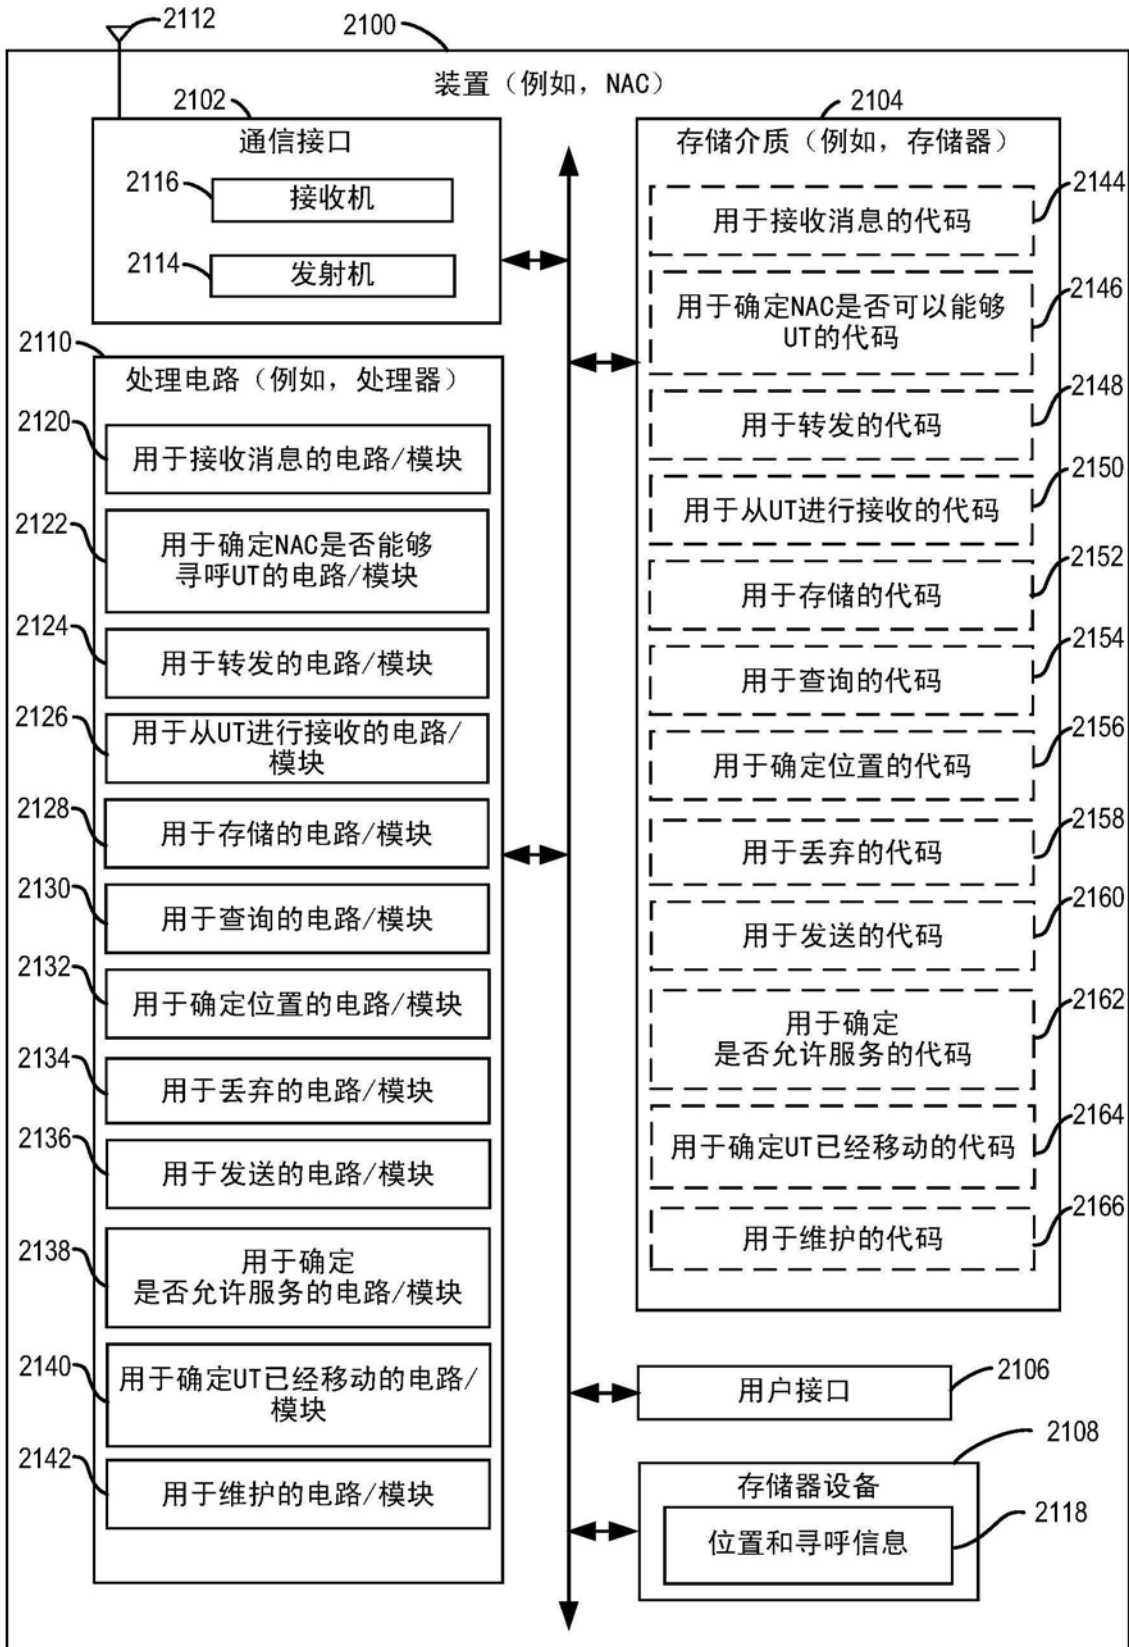 2112
2100
装置（例如，NAC）
2102
通信接口
2116
接收机
2114
发射机
2110
处理电路（例如，处理器）
2120
用于接收消息的电路/模块
2122
用于确定NAC是否能够
寻呼UT的电路/模块
2124
用于转发的电路/模块
2126
用于从UT进行接收的电路/
模块
2128
用于存储的电路/模块
2130
用于查询的电路/模块
2132
用于确定位置的电路/模块
2134
用于丢弃的电路/模块
2136
用于发送的电路/模块
2138
用于确定
是否允许服务的电路/模块
2140
用于确定UT已经移动的电路/
模块
2142
用于维护的电路/模块
2104
存储介质（例如，存储器）
2144
用于接收消息的代码
2146
用于确定NAC是否可以能够
UT的代码
2148
用于转发的代码
2150
用于从UT进行接收的代码
2152
用于存储的代码
2154
用于查询的代码
2156
用于确定位置的代码
2158
用于丢弃的代码
2160
用于发送的代码
2162
用于确定
是否允许服务的代码
2164
用于确定UT已经移动的代码
2166
用于维护的代码
2106
用户接口
2108
存储器设备
2118
位置和寻呼信息